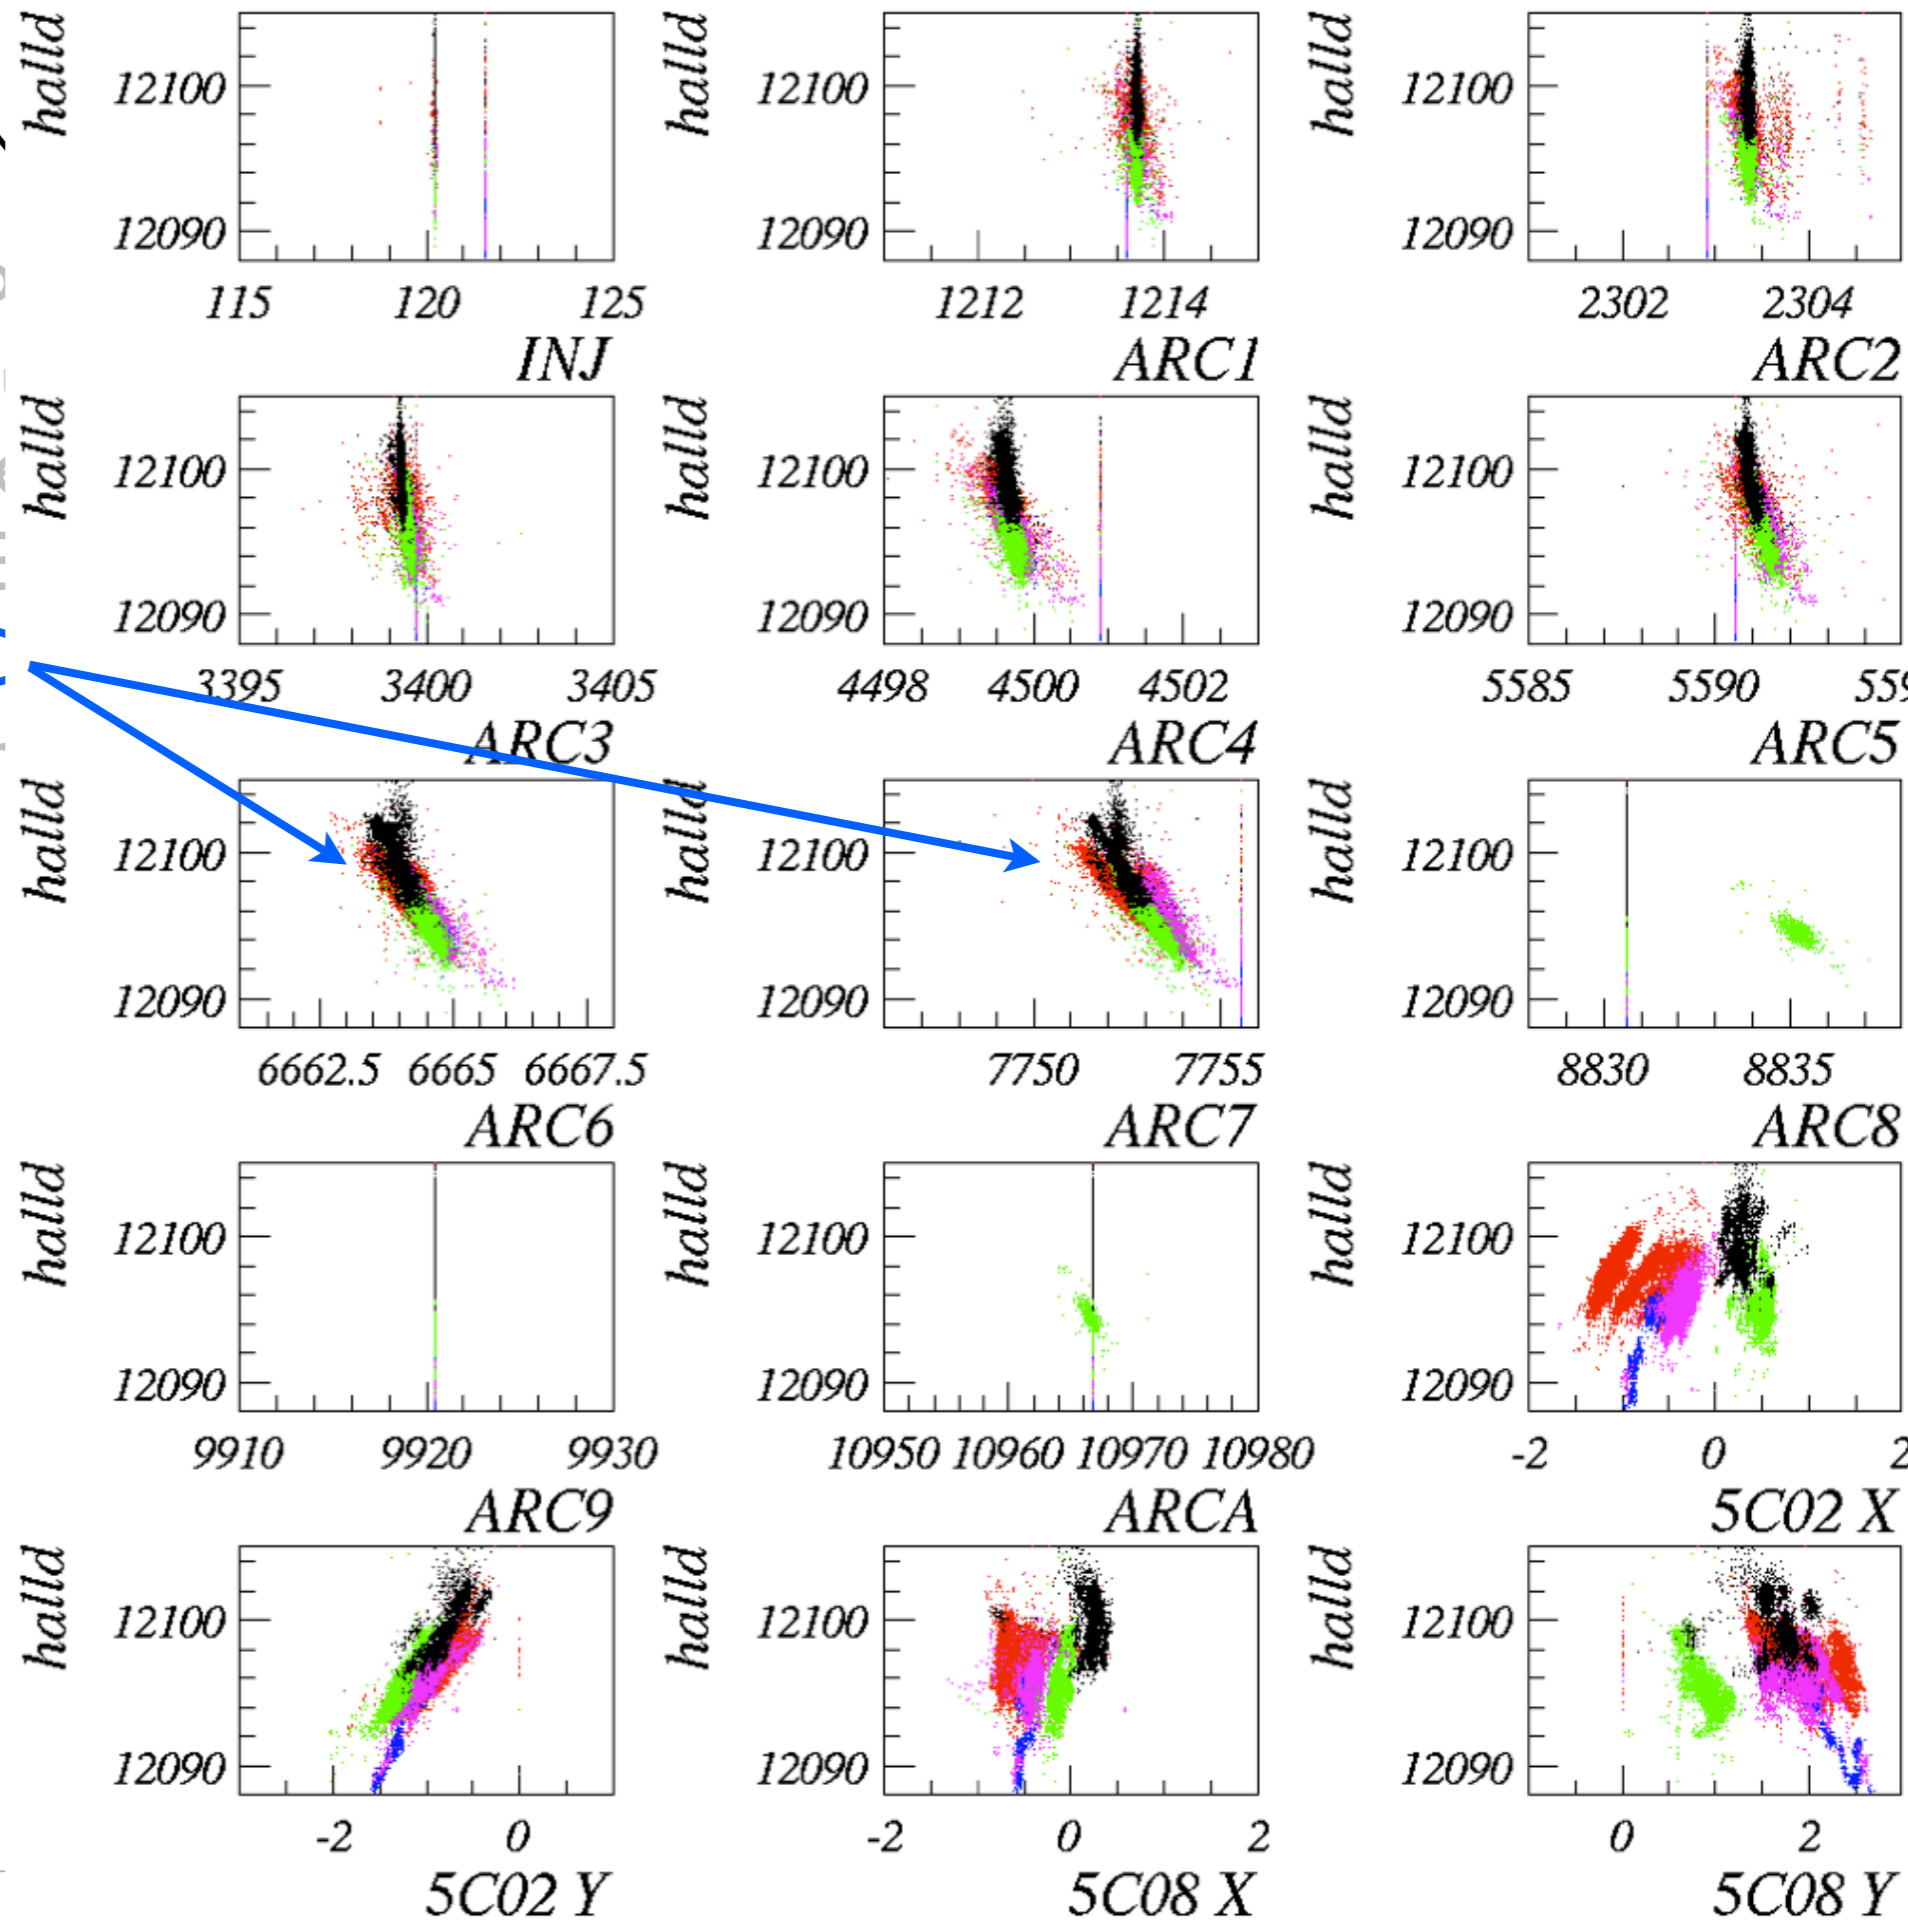 halld 12100 12090 halld 12100 12090 halld 12100 12090
115 120 125 1212 1214 2302 2304
INJ ARC1 ARC2
halld 12100 12090 halld 12100 12090 halld 12100 12090
3395 3400 3405 4498 4500 4502 5585 5590
ARC3 ARC4 ARC5
halld 12100 12090 halld 12100 12090 halld 12100 12090
6662.5 6665 6667.5 7750 7755 8830 8835
ARC6 ARC7 ARC8
halld 12100 12090 halld 12100 12090 halld 12100 12090
9910 9920 9930 10950 10960 10970 10980 -2 0 2
ARC9 ARCA 5C02 X
halld 12100 12090 halld 12100 12090 halld 12100 12090
-2 0 -2 0 2 0 2
5C02 Y 5C08 X 5C08 Y